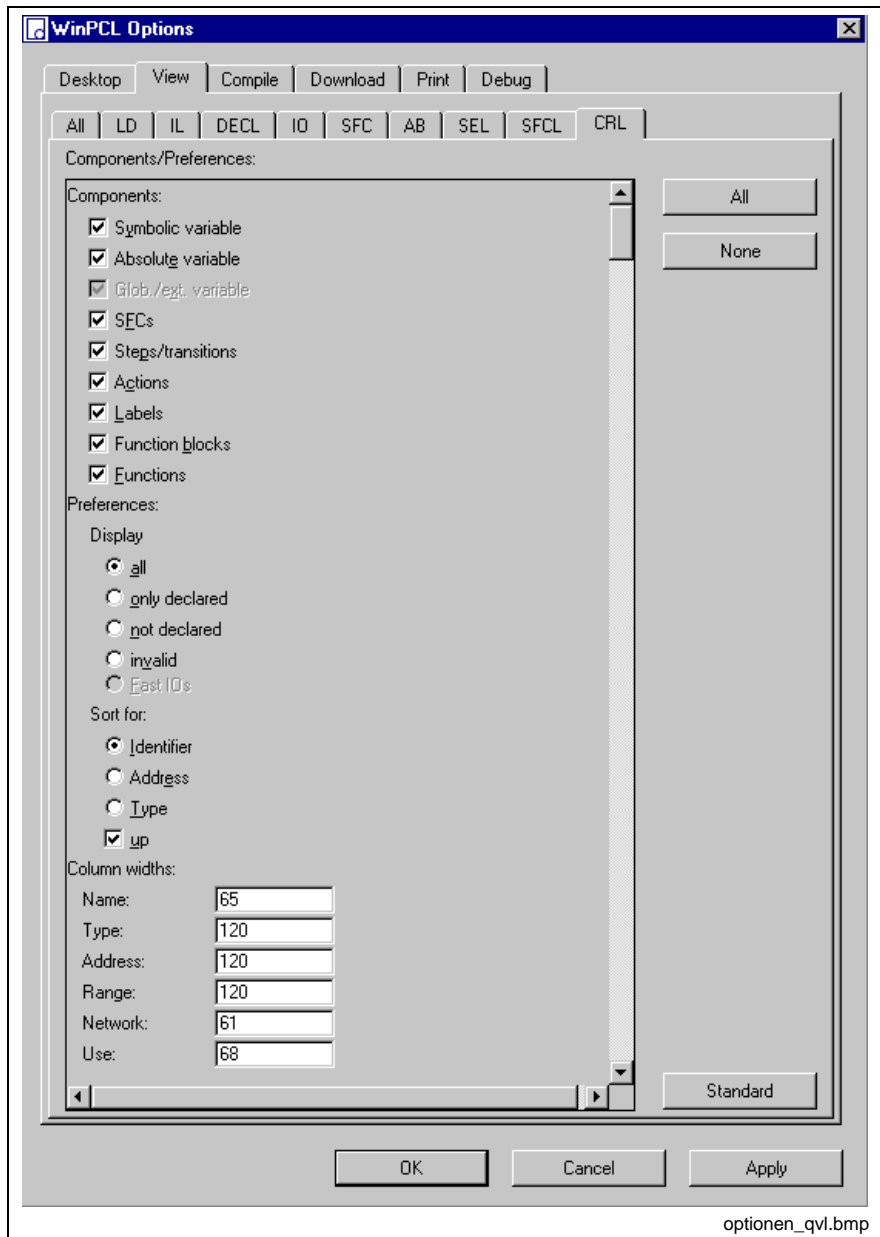 WinPCL Options
Desktop View Compile Download Print Debug
All LD IL DECL IO SFC AB SEL SFCL CRL
Components/Preferences:
Components:
All
Symbolic variable
None
Absolute variable
Glob./ext. variable
SFCs
Steps/transitions
Actions
Labels
Function blocks
Functions
Preferences:
Display
all
only declared
not declared
invalid
Fast IOs
Sort for:
Identifier
Address
Type
up
Column widths:
Name: 65
Type: 120
Address: 120
Range: 120
Network: 61
Use: 68
Standard
OK Cancel Apply
optionen_qvl.bmp